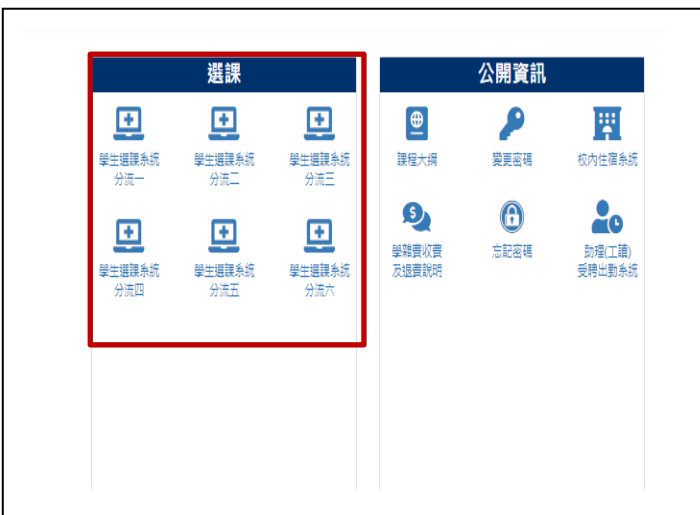 選課
學生選課系統
分流一
學生選課系統
分流二
學生選課系統
分流三
學生選課系統
分流四
學生選課系統
分流五
學生選課系統
分流六
公開資訊
課程大綱
變更密碼
校內住宿系統
學雜費收費
及退費說明
忘記密碼
助理(工讀)
受聘出勤系統